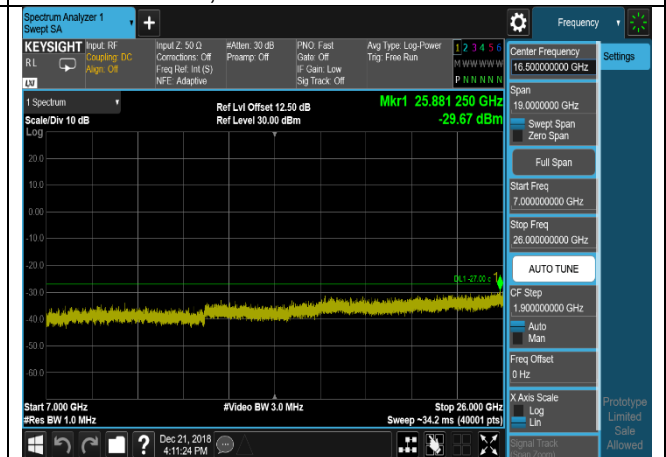 Spectrum Analyzer 1
Swept SA
+
Frequency
KEYSIGHT
RL
LXI
Input: RF
Coupling: DC
Align: Off
Input Z: 50 Ω
Corrections: Off
Freq Ref: Int (S)
NFE: Adaptive
#Atten: 30 dB
Preamp: Off
PNO: Fast
Gate: Off
IF Gain: Low
Sig Track: Off
Avg Type: Log-Power
Trig: Free Run
1 2 3 4 5 6
M W W W W W
P N N N N N
1 Spectrum
Scale/Div 10 dB
Log
Ref Lvl Offset 12.50 dB
Ref Level 30.00 dBm
Mkr1 25.881 250 GHz
-29.67 dBm
20.0
10.0
0.00
-10.0
-20.0
-30.0
-40.0
-50.0
-60.0
DL1 -27.00
1
Start 7.000 GHz
#Res BW 1.0 MHz
#Video BW 3.0 MHz
Stop 26.000 GHz
Sweep ~34.2 ms (40001 pts)
Center Frequency
16.500000000 GHz
Span
19.0000000 GHz
Swept Span
Zero Span
Full Span
Start Freq
7.000000000 GHz
Stop Freq
26.000000000 GHz
AUTO TUNE
CF Step
1.900000000 GHz
Auto
Man
Freq Offset
0 Hz
X Axis Scale
Log
Lin
Signal Track
(Span Zoom)
Settings
Prototype
Limited
Sale
Allowed
?
Dec 21, 2018
4:11:24 PM